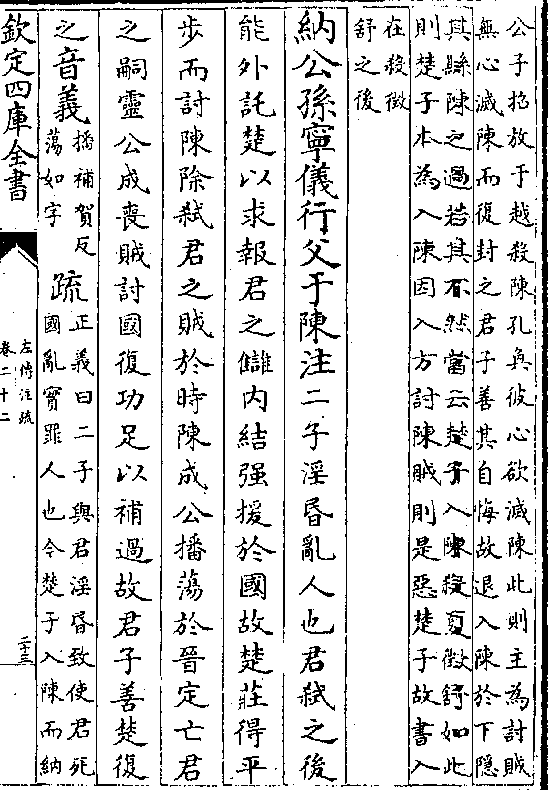 公子招放于越殺陳孔奐彼心欲滅陳此則主為討賊
無心滅陳而復封之君子善其自悔故退入陳於下隠
其縣陳之過若其不然當云楚子入陳殺夏徵舒如此
則楚子本為入陳因入方討陳賊則是惡楚子故書入
在殺徴
舒之後
納公孫寧儀行父于陳注二子淫昏亂人也君弑之後
能外託楚以求報君之讎内結强援於國故楚莊得平
步而討陳除弑君之賊於時陳成公播蕩於晉定亡君
之嗣靈公成喪賊討國復功足以補過故君子善楚復
之音義播補賀反
蕩如字
疏正義曰二子與君淫昏致使君死
國亂實罪人也今楚子入陳而納
欽定四庫全書
左傳注疏
卷二十二
二十三